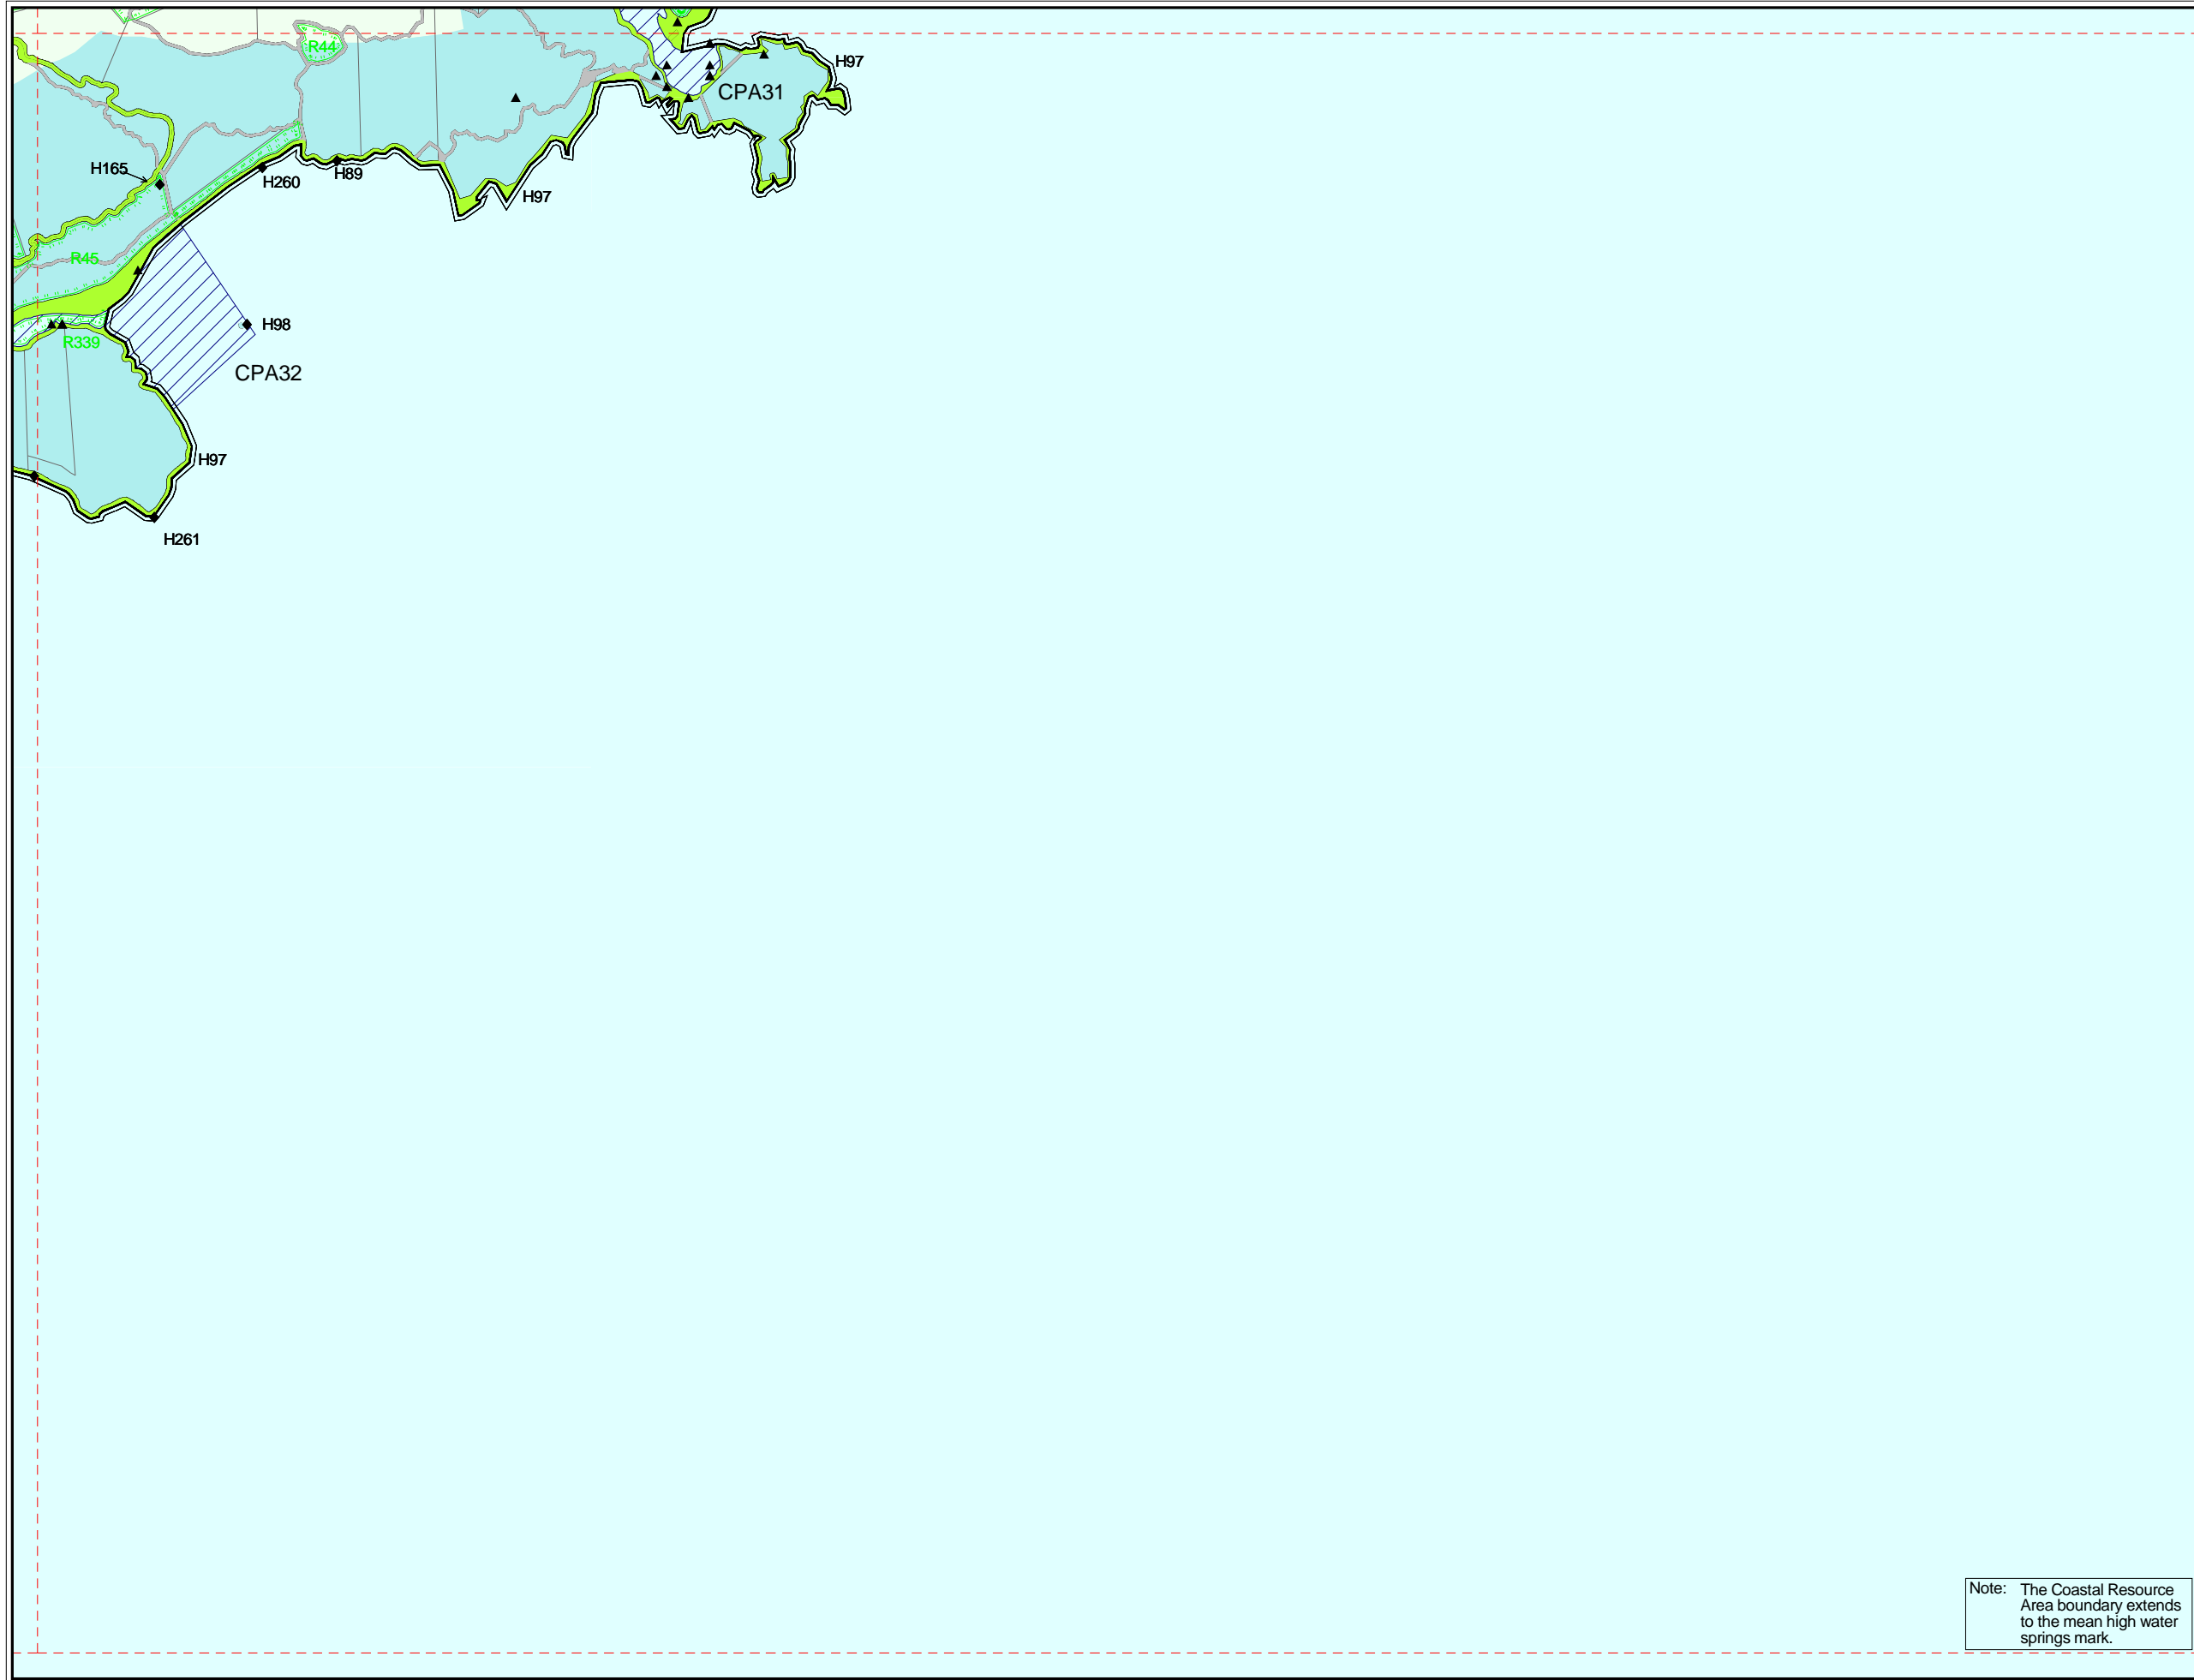 R44
H97
CPA31
H165
H260
H89
H97
R45
H98
R339
CPA32
H97
H261
Note: The Coastal Resource
Area boundary extends
to the mean high water
springs mark.